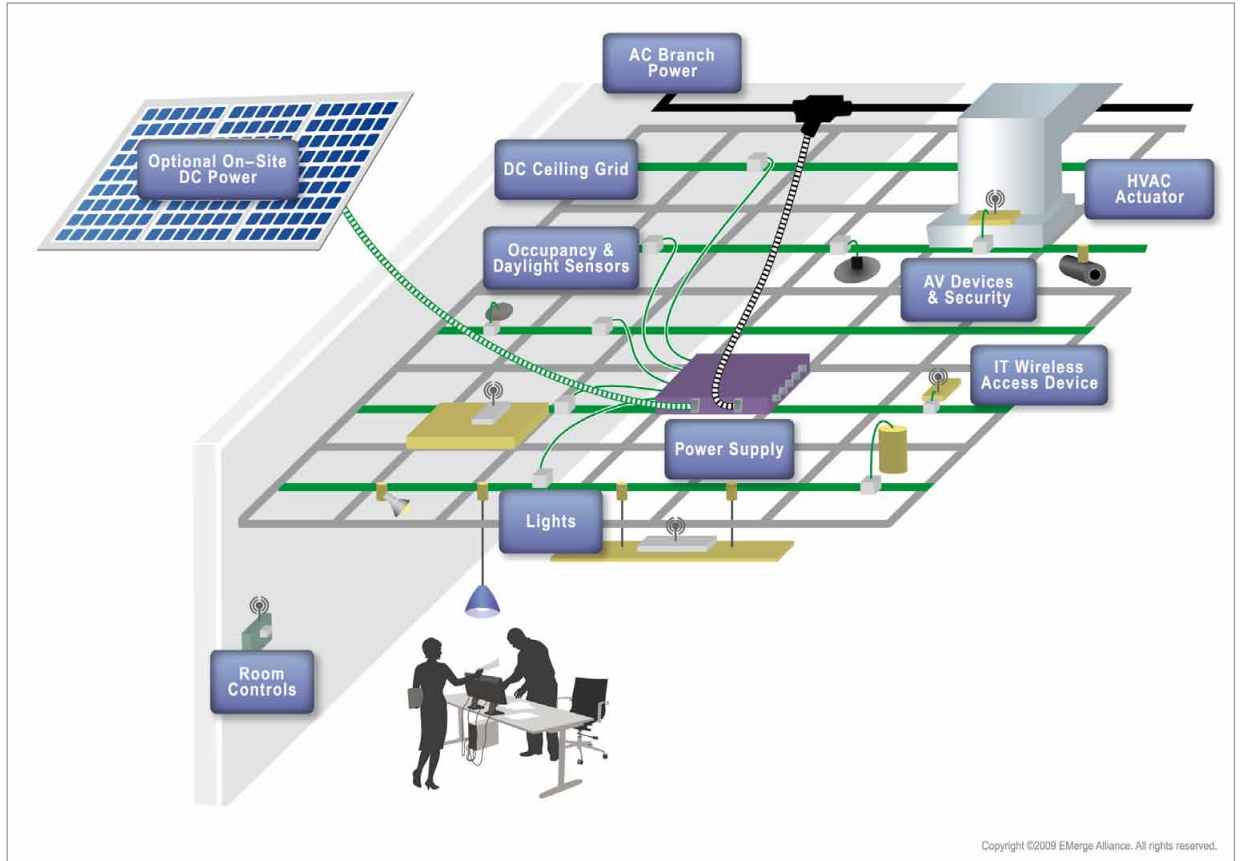 AC Branch
Power
Optional On–Site
DC Power
DC Ceiling Grid
HVAC
Actuator
Occupancy &
Daylight Sensors
AV Devices
& Security
IT Wireless
Access Device
Power Supply
Lights
Room
Controls
Copyright ©2009 EMerge Alliance. All rights reserved.